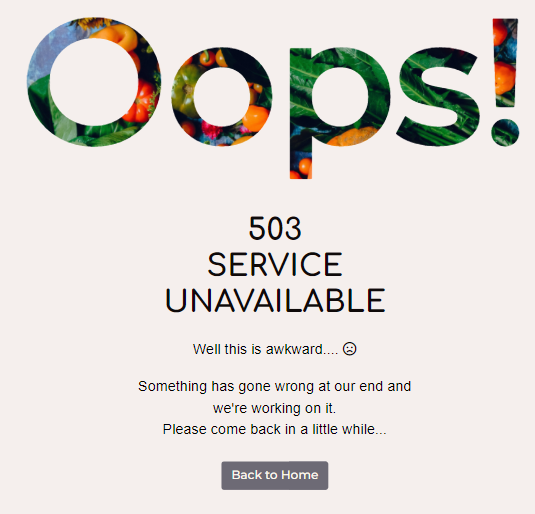 Oops!
503
SERVICE
UNAVAILABLE
Well this is awkward.... ☹
Something has gone wrong at our end and
we're working on it.
Please come back in a little while...
Back to Home